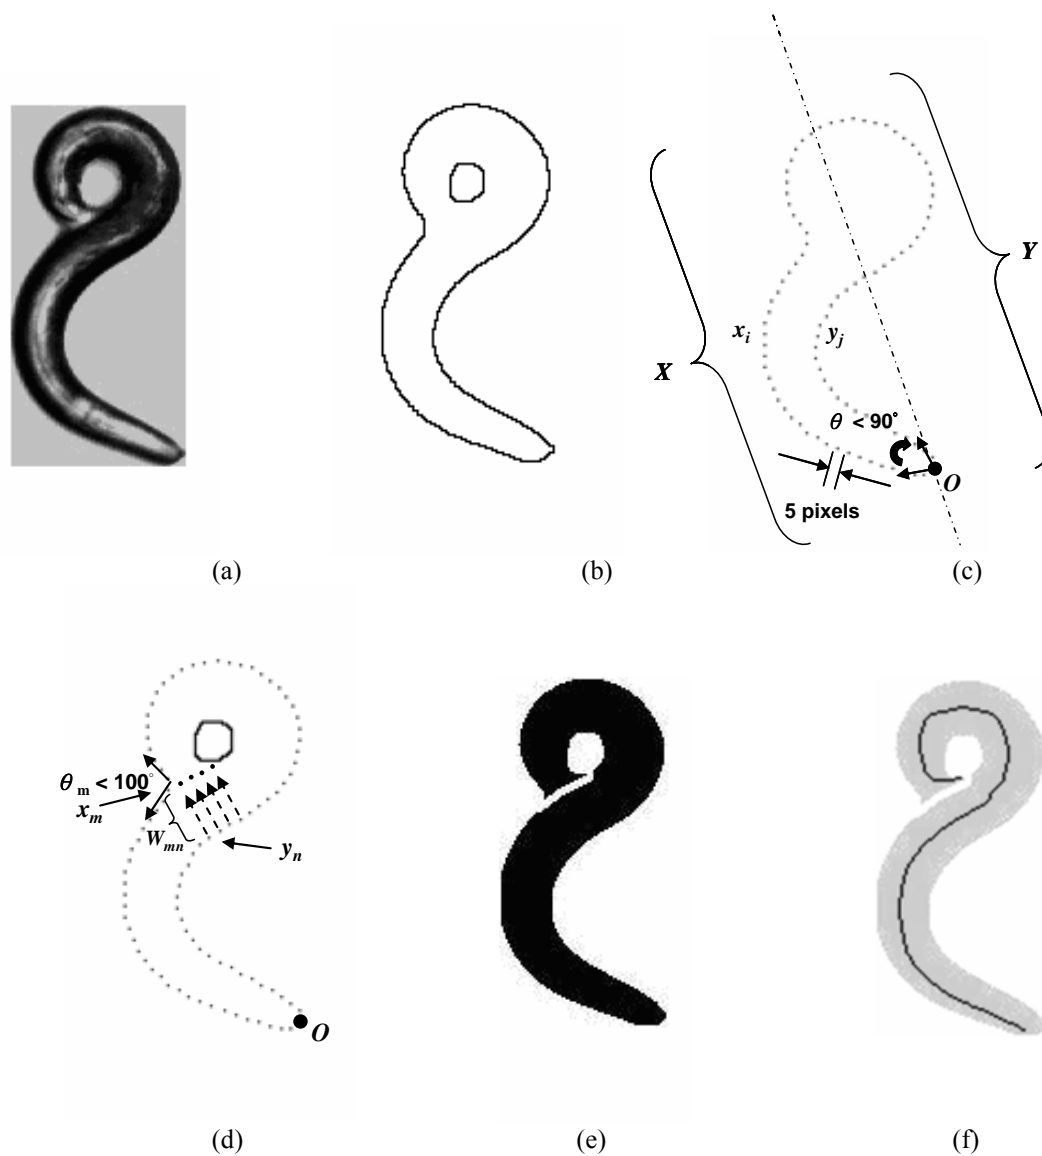 Y
x_i
y_j
X
θ < 90°
O
5 pixels
(a)
(b)
(c)
θ_m < 100°
x_m
W_mn
y_n
O
(d)
(e)
(f)